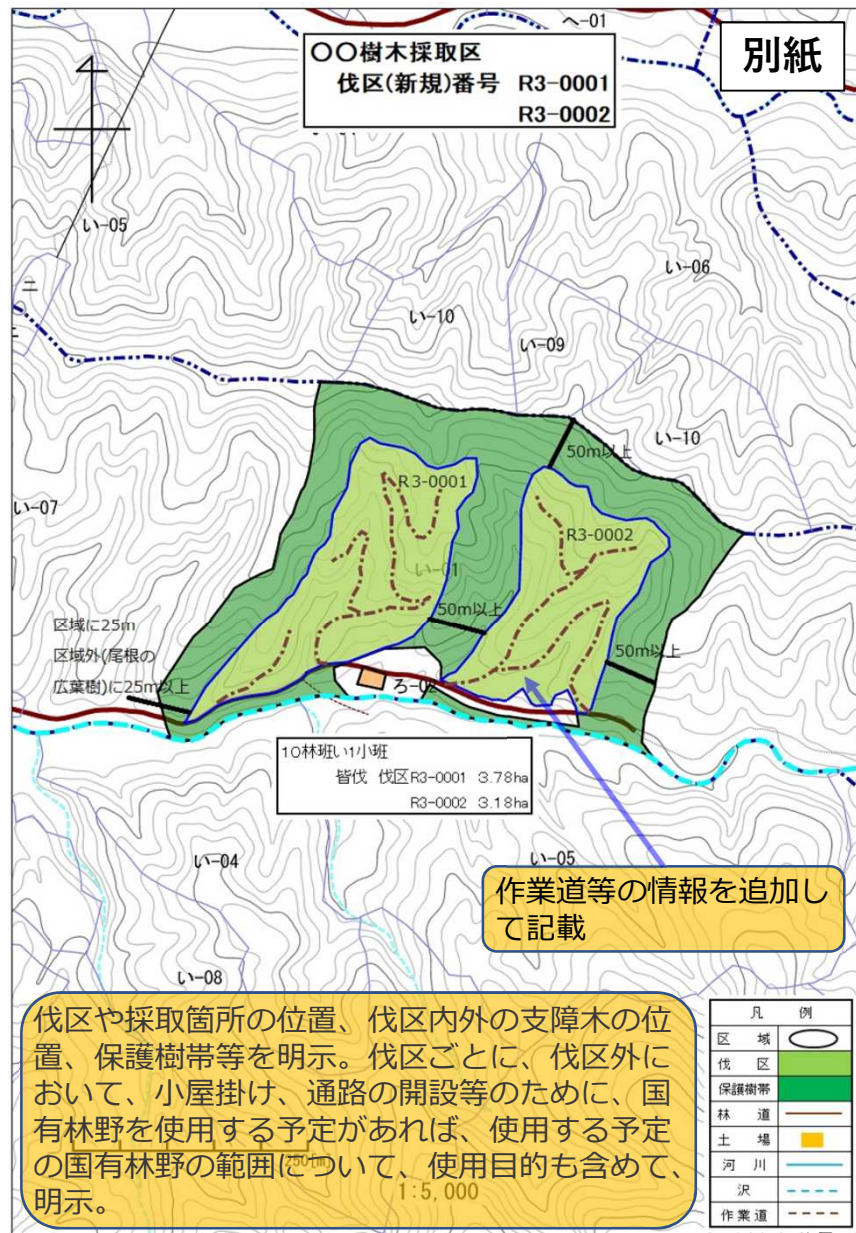 へ-01
〇〇樹木採取区
伐区(新規)番号 R3-0001
R3-0002
別紙
い-05
い-06
ニ
い-10
い-09
い-10
50m以上
い-07
R3-0001
R3-0002
い-01
50m以上
50m以上
区域に25m
区域外(尾根の
広葉樹)に25m以上
ろ-02
10林班い1小班
皆伐 伐区R3-0001 3.78ha
R3-0002 3.18ha
い-04
い-05
作業道等の情報を追加し
て記載
い-08
伐区や採取箇所の位置、伐区内外の支障木の位
置、保護樹帯等を明示。伐区ごとに、伐区外に
おいて、小屋掛け、通路の開設等のために、国
有林野を使用する予定があれば、使用する予定
の国有林野の範囲について、使用目的も含めて、
明示。
250(m)
1:5,000
凡 例
区 域
伐 区
保護樹帯
林 道
土 場
河 川
沢
作業道